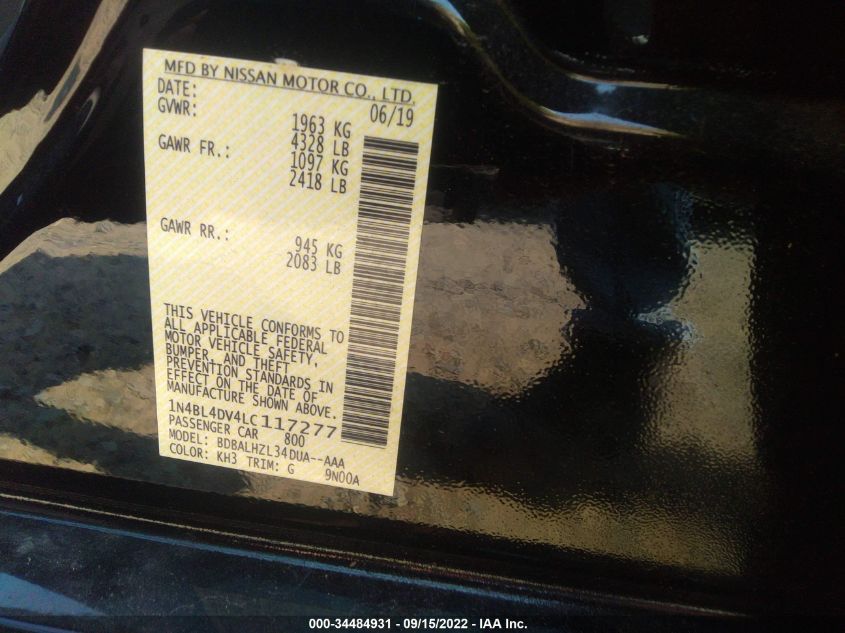 MFD BY NISSAN MOTOR CO., LTD.
DATE: 06/19
GVWR: 1963 KG
4328 LB
GAWR FR.: 1097 KG
2418 LB
GAWR RR.: 945 KG
2083 LB
THIS VEHICLE CONFORMS TO
ALL APPLICABLE FEDERAL
MOTOR VEHICLE SAFETY,
BUMPER, AND THEFT
PREVENTION STANDARDS IN
EFFECT ON THE DATE OF
MANUFACTURE SHOWN ABOVE.
1N4BL4DV4LC117277
PASSENGER CAR 800
MODEL: BDBALHZL34DUA--AAA
COLOR: KH3 TRIM: G 9N00A
000-34484931 - 09/15/2022 - IAA Inc.